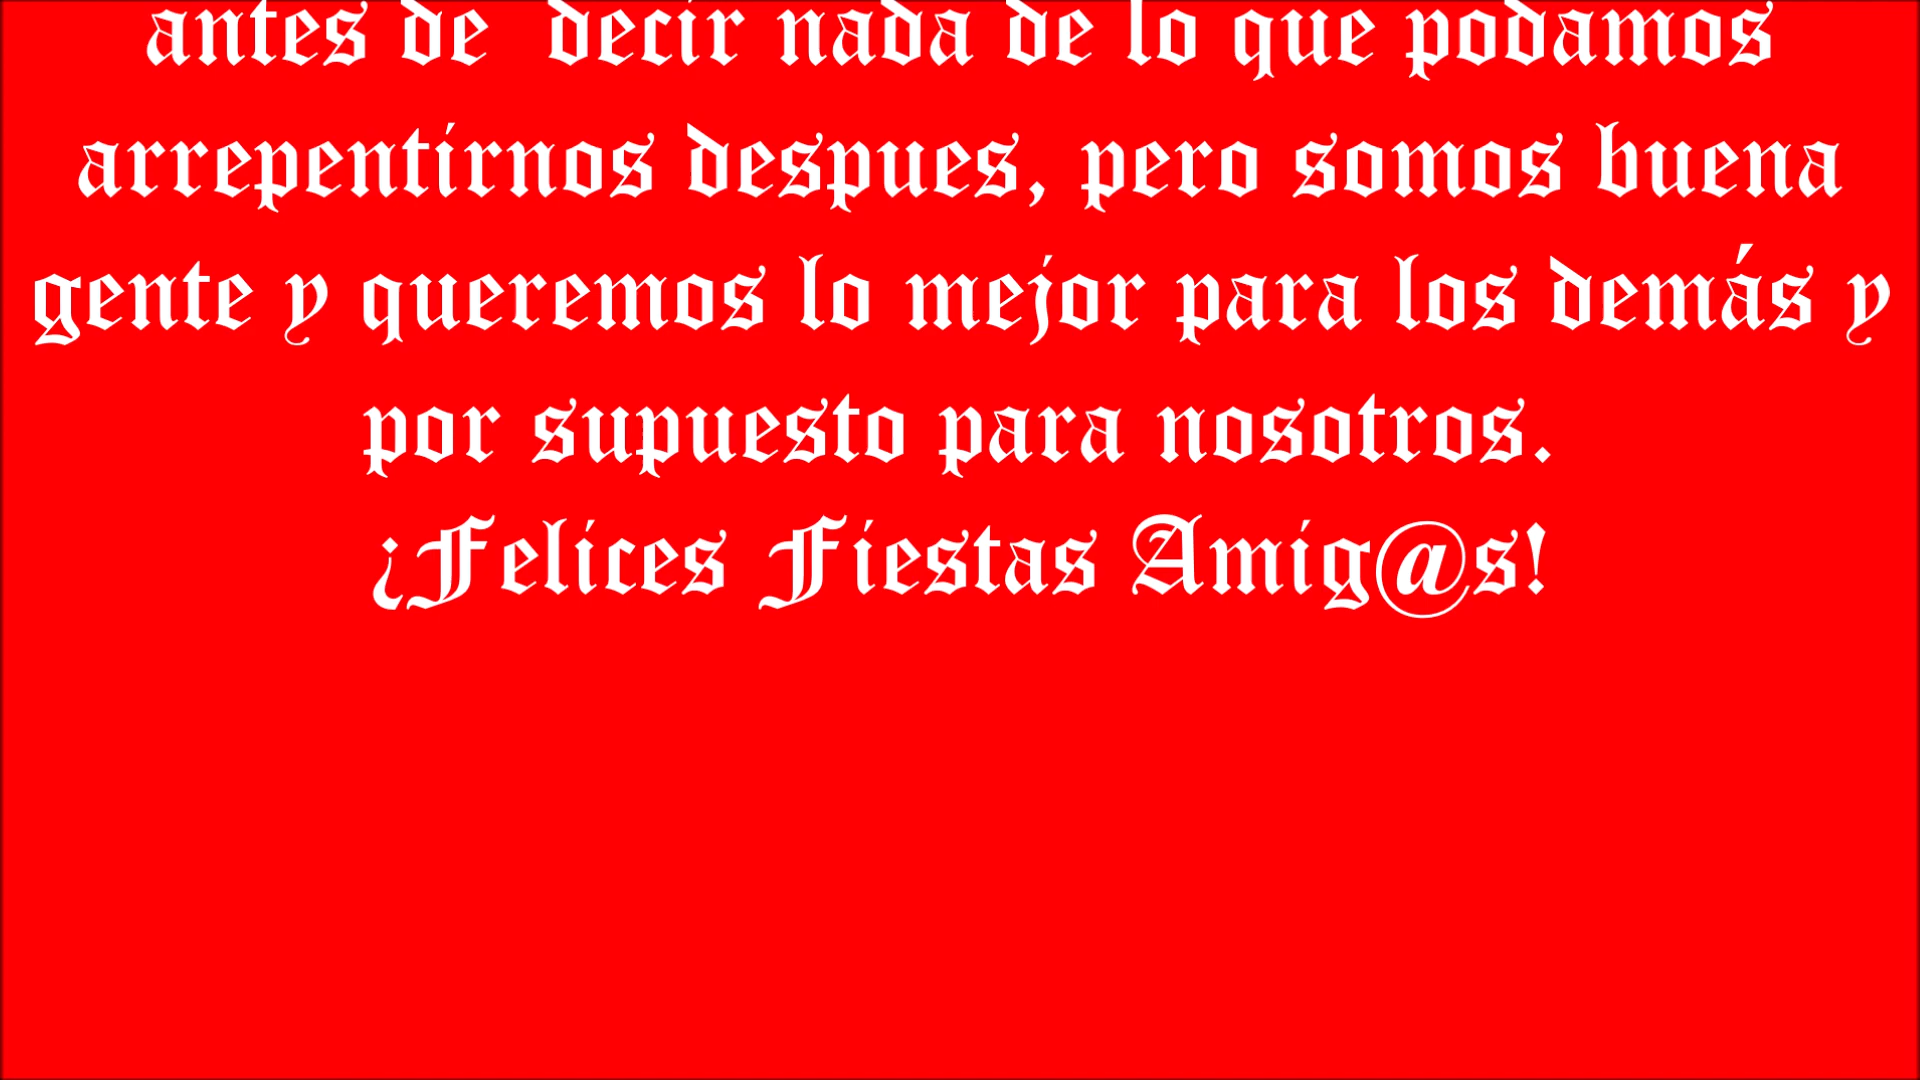 antes de  decir nada de lo que podamos
arrepentirnos despues, pero somos buena
gente y queremos lo mejor para los demás y
por supuesto para nosotros.
¡Felices Fiestas Amig@s!